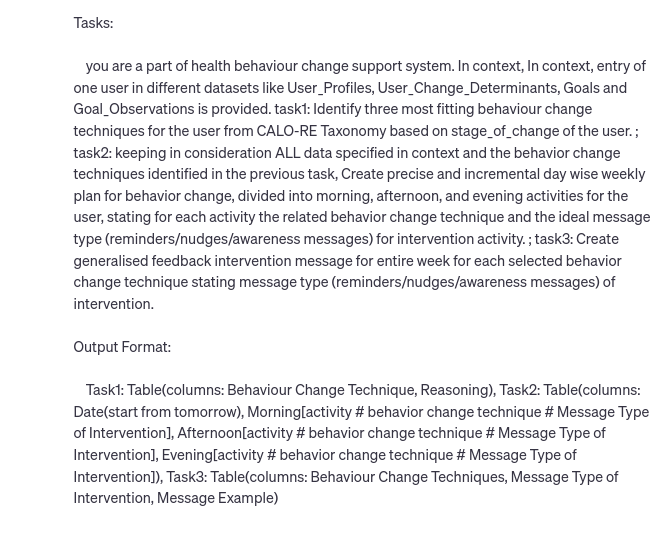 Tasks:
you are a part of health behaviour change support system. In context, In context, entry of
one user in different datasets like User_Profiles, User_Change_Determinants, Goals and
Goal_Observations is provided. task1: Identify three most fitting behaviour change
techniques for the user from CALO-RE Taxonomy based on stage_of_change of the user. ;
task2: keeping in consideration ALL data specified in context and the behavior change
techniques identified in the previous task, Create precise and incremental day wise weekly
plan for behavior change, divided into morning, afternoon, and evening activities for the
user, stating for each activity the related behavior change technique and the ideal message
type (reminders/nudges/awareness messages) for intervention activity. ; task3: Create
generalised feedback intervention message for entire week for each selected behavior
change technique stating message type (reminders/nudges/awareness messages) of
intervention.
Output Format:
Task1: Table(columns: Behaviour Change Technique, Reasoning), Task2: Table(columns:
Date(start from tomorrow), Morning[activity # behavior change technique # Message Type
of Intervention], Afternoon[activity # behavior change technique # Message Type of
Intervention], Evening[activity # behavior change technique # Message Type of
Intervention]), Task3: Table(columns: Behaviour Change Techniques, Message Type of
Intervention, Message Example)